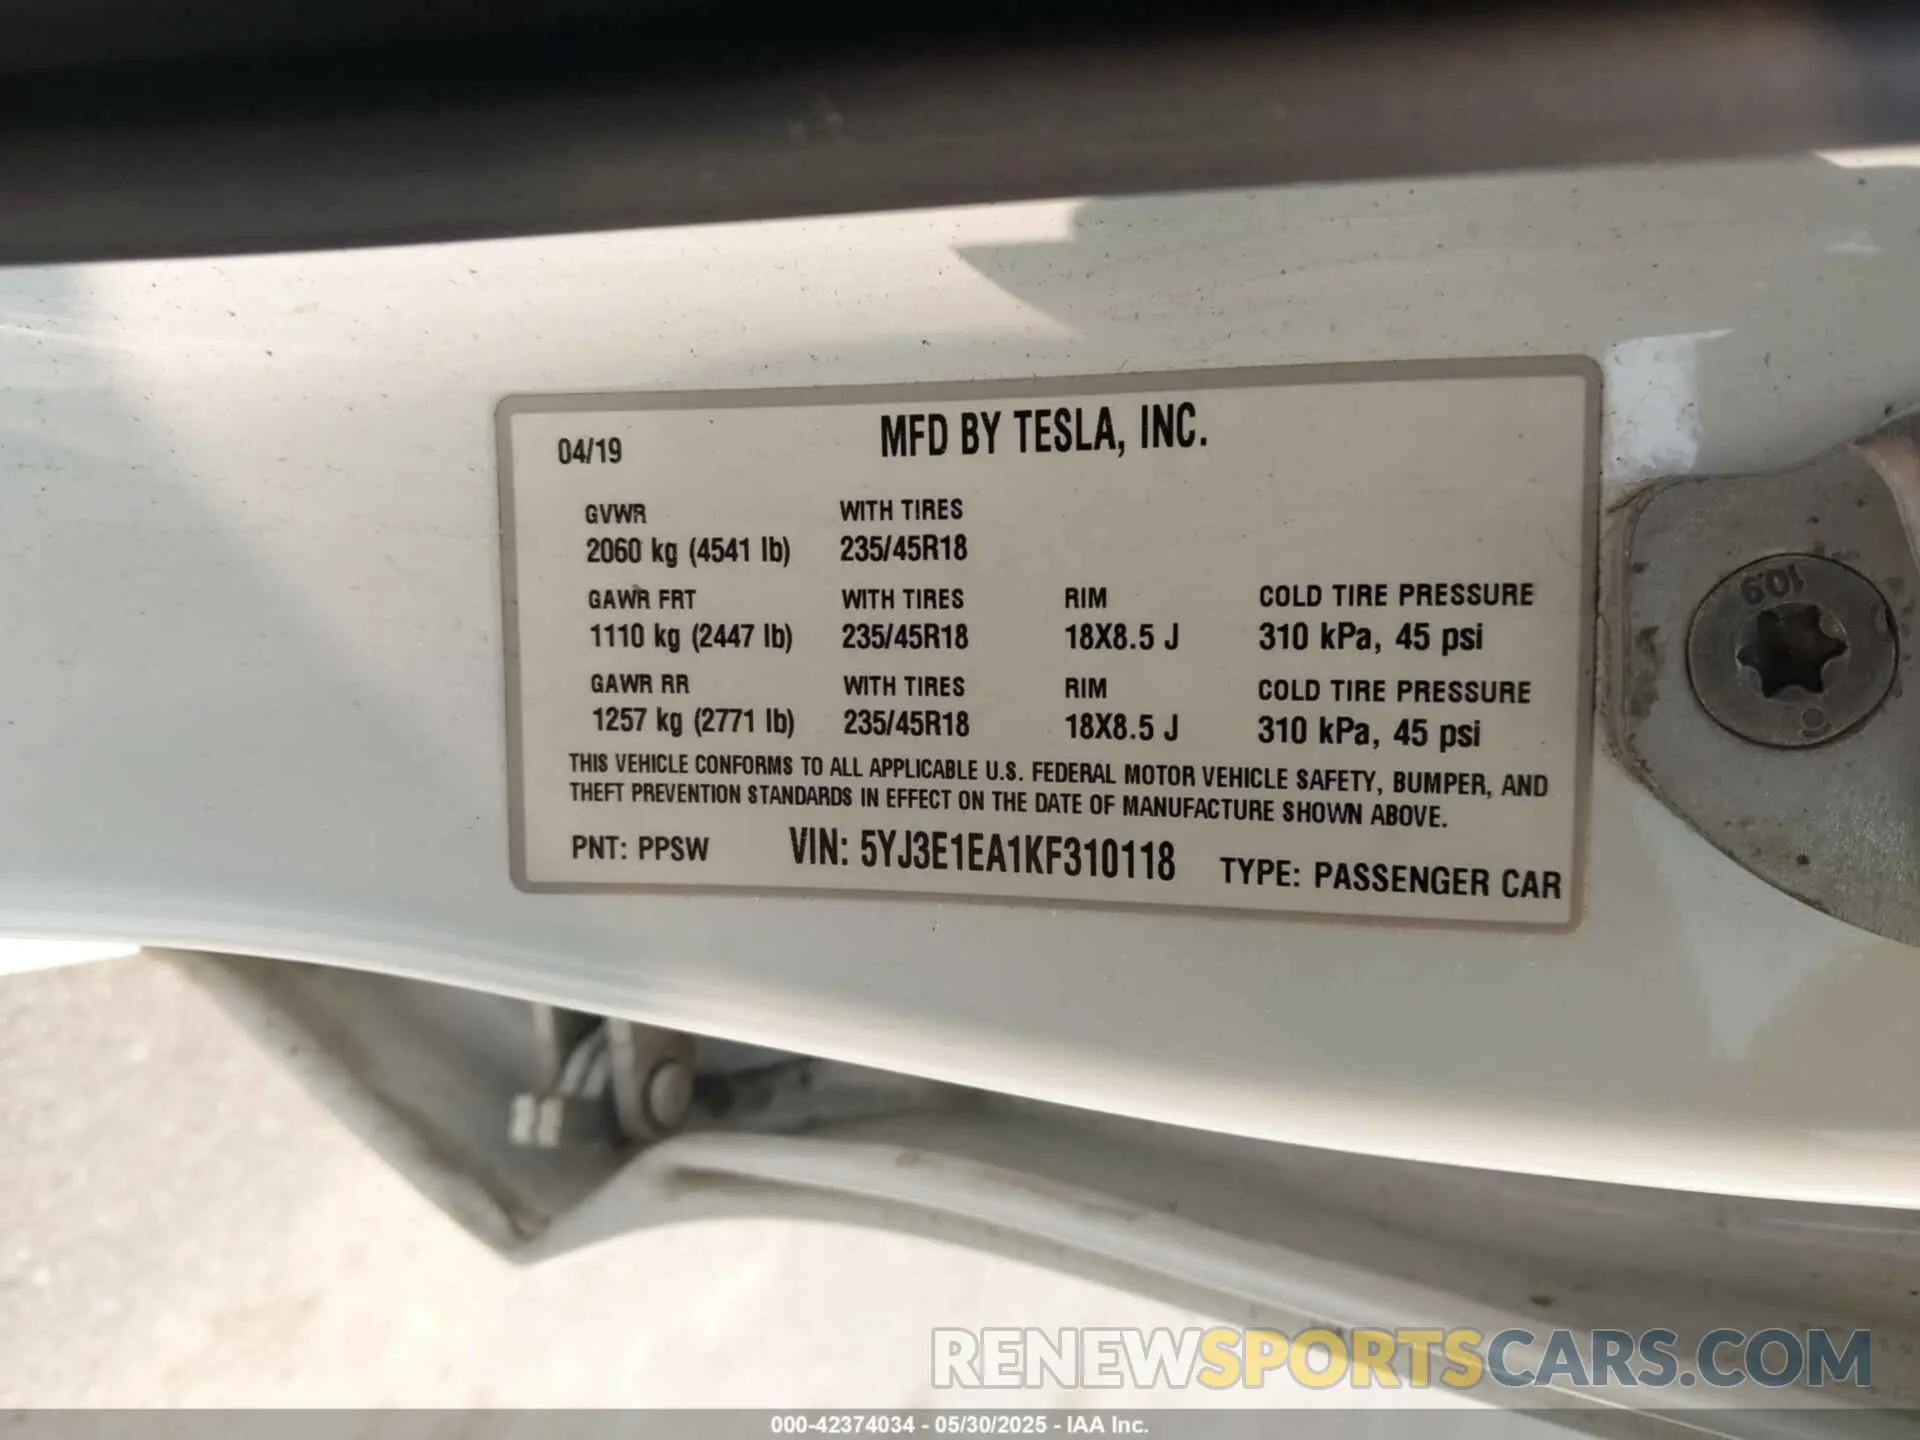 04/19 MFD BY TESLA, INC.
GVWR WITH TIRES
2060 kg (4541 lb) 235/45R18
GAWR FRT WITH TIRES RIM COLD TIRE PRESSURE
1110 kg (2447 lb) 235/45R18 18X8.5 J 310 kPa, 45 psi
GAWR RR WITH TIRES RIM COLD TIRE PRESSURE
1257 kg (2771 lb) 235/45R18 18X8.5 J 310 kPa, 45 psi
THIS VEHICLE CONFORMS TO ALL APPLICABLE U.S. FEDERAL MOTOR VEHICLE SAFETY, BUMPER, AND
THEFT PREVENTION STANDARDS IN EFFECT ON THE DATE OF MANUFACTURE SHOWN ABOVE.
PNT: PPSW VIN: 5YJ3E1EA1KF310118 TYPE: PASSENGER CAR
10.9
RENEWSPORTSCARS.COM
000-42374034 - 05/30/2025 - IAA Inc.